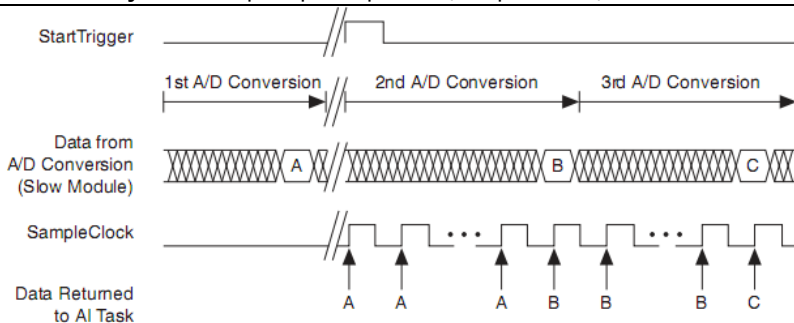 StartTrigger
1st A/D Conversion 2nd A/D Conversion 3rd A/D Conversion
Data from
A/D Conversion
(Slow Module)
A B C
SampleClock
Data Returned
to AI Task
A A A B B B C